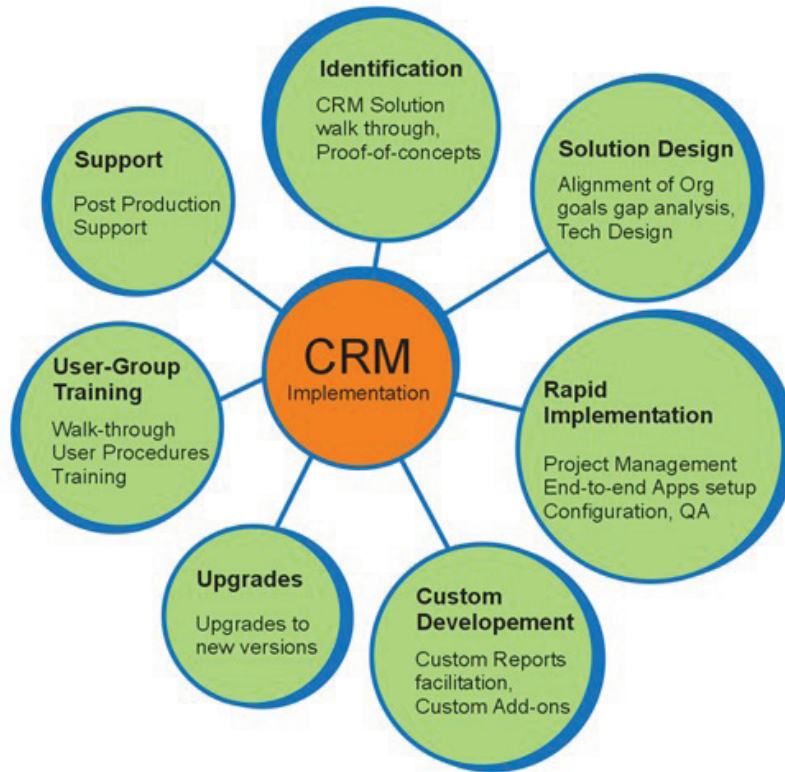 Identification
CRM Solution
walk through,
Proof-of-concepts
Solution Design
Alignment of Org
goals gap analysis,
Tech Design
Rapid
Implementation
Project Management
End-to-end Apps setup
Configuration, QA
Custom
Developement
Custom Reports
facilitation,
Custom Add-ons
Upgrades
Upgrades to
new versions
User-Group
Training
Walk-through
User Procedures
Training
Support
Post Production
Support
CRM
Implementation